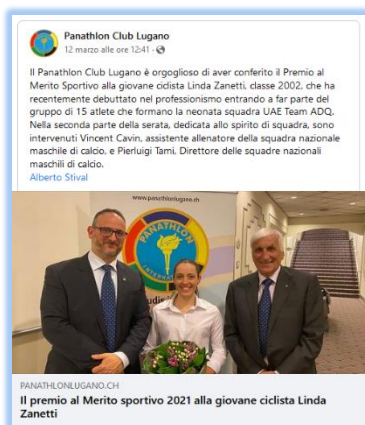 Panathlon Club Lugano
12 marzo alle ore 12:41 ·
Il Panathlon Club Lugano è orgoglioso di aver conferito il Premio al
Merito Sportivo alla giovane ciclista Linda Zanetti, classe 2002, che ha
recentemente debuttato nel professionismo entrando a far parte del
gruppo di 15 atlete che formano la neonata squadra UAE Team ADQ.
Nella seconda parte della serata, dedicata allo spirito di squadra, sono
intervenuti Vincent Cavin, assistente allenatore della squadra nazionale
maschile di calcio, e Pierluigi Tami, Direttore delle squadre nazionali
maschili di calcio.
Alberto Stival
www.panathlonlugano.ch
PANATHLON
INTERNATIONAL
ludis
PANATHLONLUGANO.CH
Il premio al Merito sportivo 2021 alla giovane ciclista Linda
Zanetti